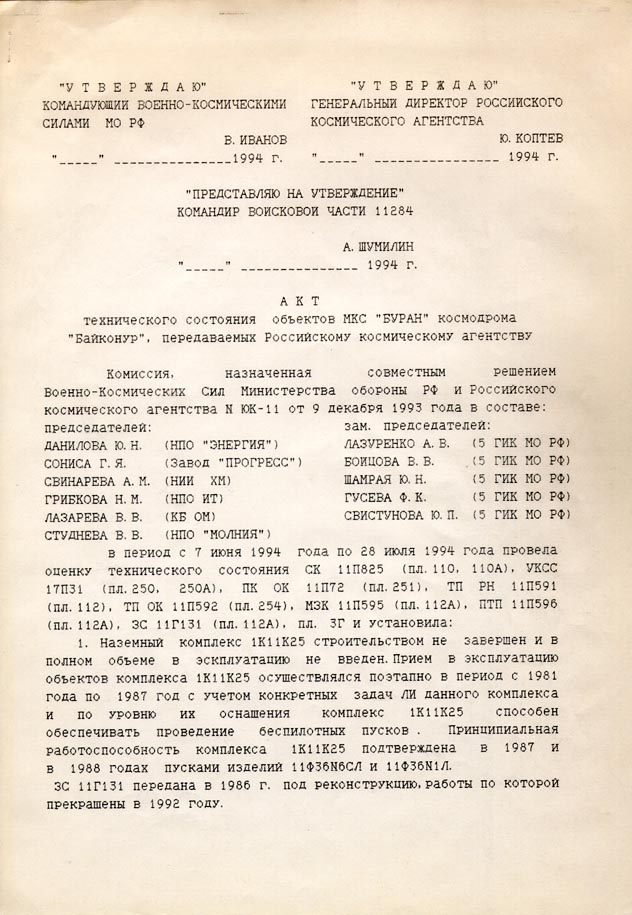 "У Т В Е Р Ж Д А Ю"
КОМАНДУЮЩИИ ВОЕННО-КОСМИЧЕСКИМИ
СИЛАМИ МО РФ
В. ИВАНОВ
"_____" _______________1994 г.
"У Т В Е Р Ж Д А Ю"
ГЕНЕРАЛЬНЫЙ ДИРЕКТОР РОССИЙСКОГО
КОСМИЧЕСКОГО АГЕНТСТВА
Ю. КОПТЕВ
"_____" ________________ 1994 г.
"ПРЕДСТАВЛЯЮ НА УТВЕРЖДЕНИЕ"
КОМАНДИР ВОИСКОВОИ ЧАСТИ 11284
А. ШУМИЛИН
"_____" _______________ 1994 г.
А К Т
технического состояния объектов МКС "БУРАН" космодрома
"Байконур", передаваемых Российскому космическому агентству
Комиссия, назначенная совместным решением
Военно-Космических Сил Министерства обороны РФ и Российского
космического агентства N ЮК-11 от 9 декабря 1993 года в составе:
председателей: зам. председателей:
ДАНИЛОВА Ю. Н. (НПО "ЭНЕРГИЯ") ЛАЗУРЕНКО А. В. (5 ГИК МО РФ)
СОНИСА Г. Я. (Завод "ПРОГРЕСС") БОИЦОВА В. В. (5 ГИК МО РФ)
СВИНАРЕВА А. М. (НИИ ХМ) ШАМРАЯ Ю. Н. (5 ГИК МО РФ)
ГРИБКОВА Н. М. (НПО ИТ) ГУСЕВА Ф. К. (5 ГИК МО РФ)
ЛАЗАРЕВА В. В. (КБ ОМ) СВИСТУНОВА Ю. П. (5 ГИК МО РФ)
СТУДНЕВА В. В. (НПО "МОЛНИЯ")
в период с 7 июня 1994 года по 28 июля 1994 года провела
оценку технического состояния СК 11П825 (пл. 110, 110А), УКСС
17П31 (пл. 250, 250А), ПК ОК 11П72 (пл. 251), ТП РН 11П591
(пл. 112), ТП ОК 11П592 (пл. 254), МЗК 11П595 (пл. 112А), ПТП 11П596
(пл. 112А), ЗС 11Г131 (пл. 112А), пл. 3Г и установила:
1. Наземный комплекс 1К11К25 строительством не завершен и в
полном объеме в эсклплуатацию не введен. Прием в эксплуатацию
объектов комплекса 1К11К25 осуществлялся поэтапно в период с 1981
года по 1987 год с учетом конкретных задач ЛИ данного комплекса
и по уровню их оснашения комплекс 1К11К25 способен
обеспечивать проведение беспилотных пусков. Принципиальная
работоспособность комплекса 1К11К25 подтверждена в 1987 и
в 1988 годах пусками изделий 11Ф36N6СЛ и 11Ф36N1Л.
ЗС 11Г131 передана в 1986 г. под реконструкцию, работы по которой
прекрашены в 1992 году.